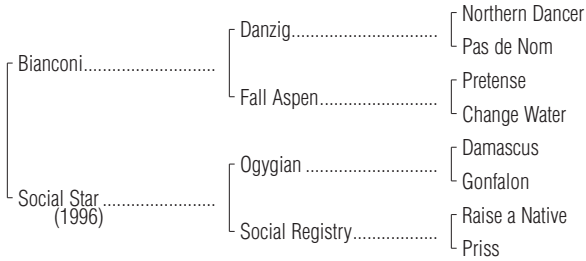 Northern Dancer
Danzig
Pas de Nom
Bianconi
Pretense
Fall Aspen
Change Water
Damascus
Ogygian
Gonfalon
Social Star
(1996)
Raise a Native
Social Registry
Priss